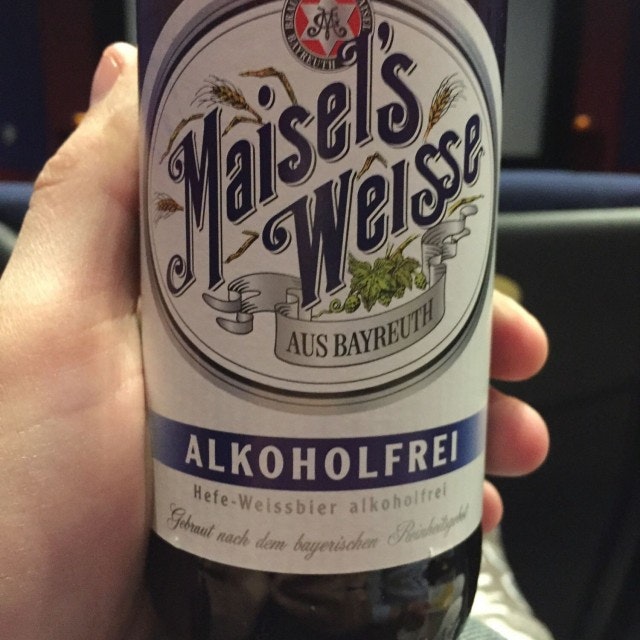 Maisel's
Weisse
AUS BAYREUTH
ALKOHOLFREI
Hefe-Weissbier alkoholfrei
Gebraut nach dem bayerischen Reinheitsgebot